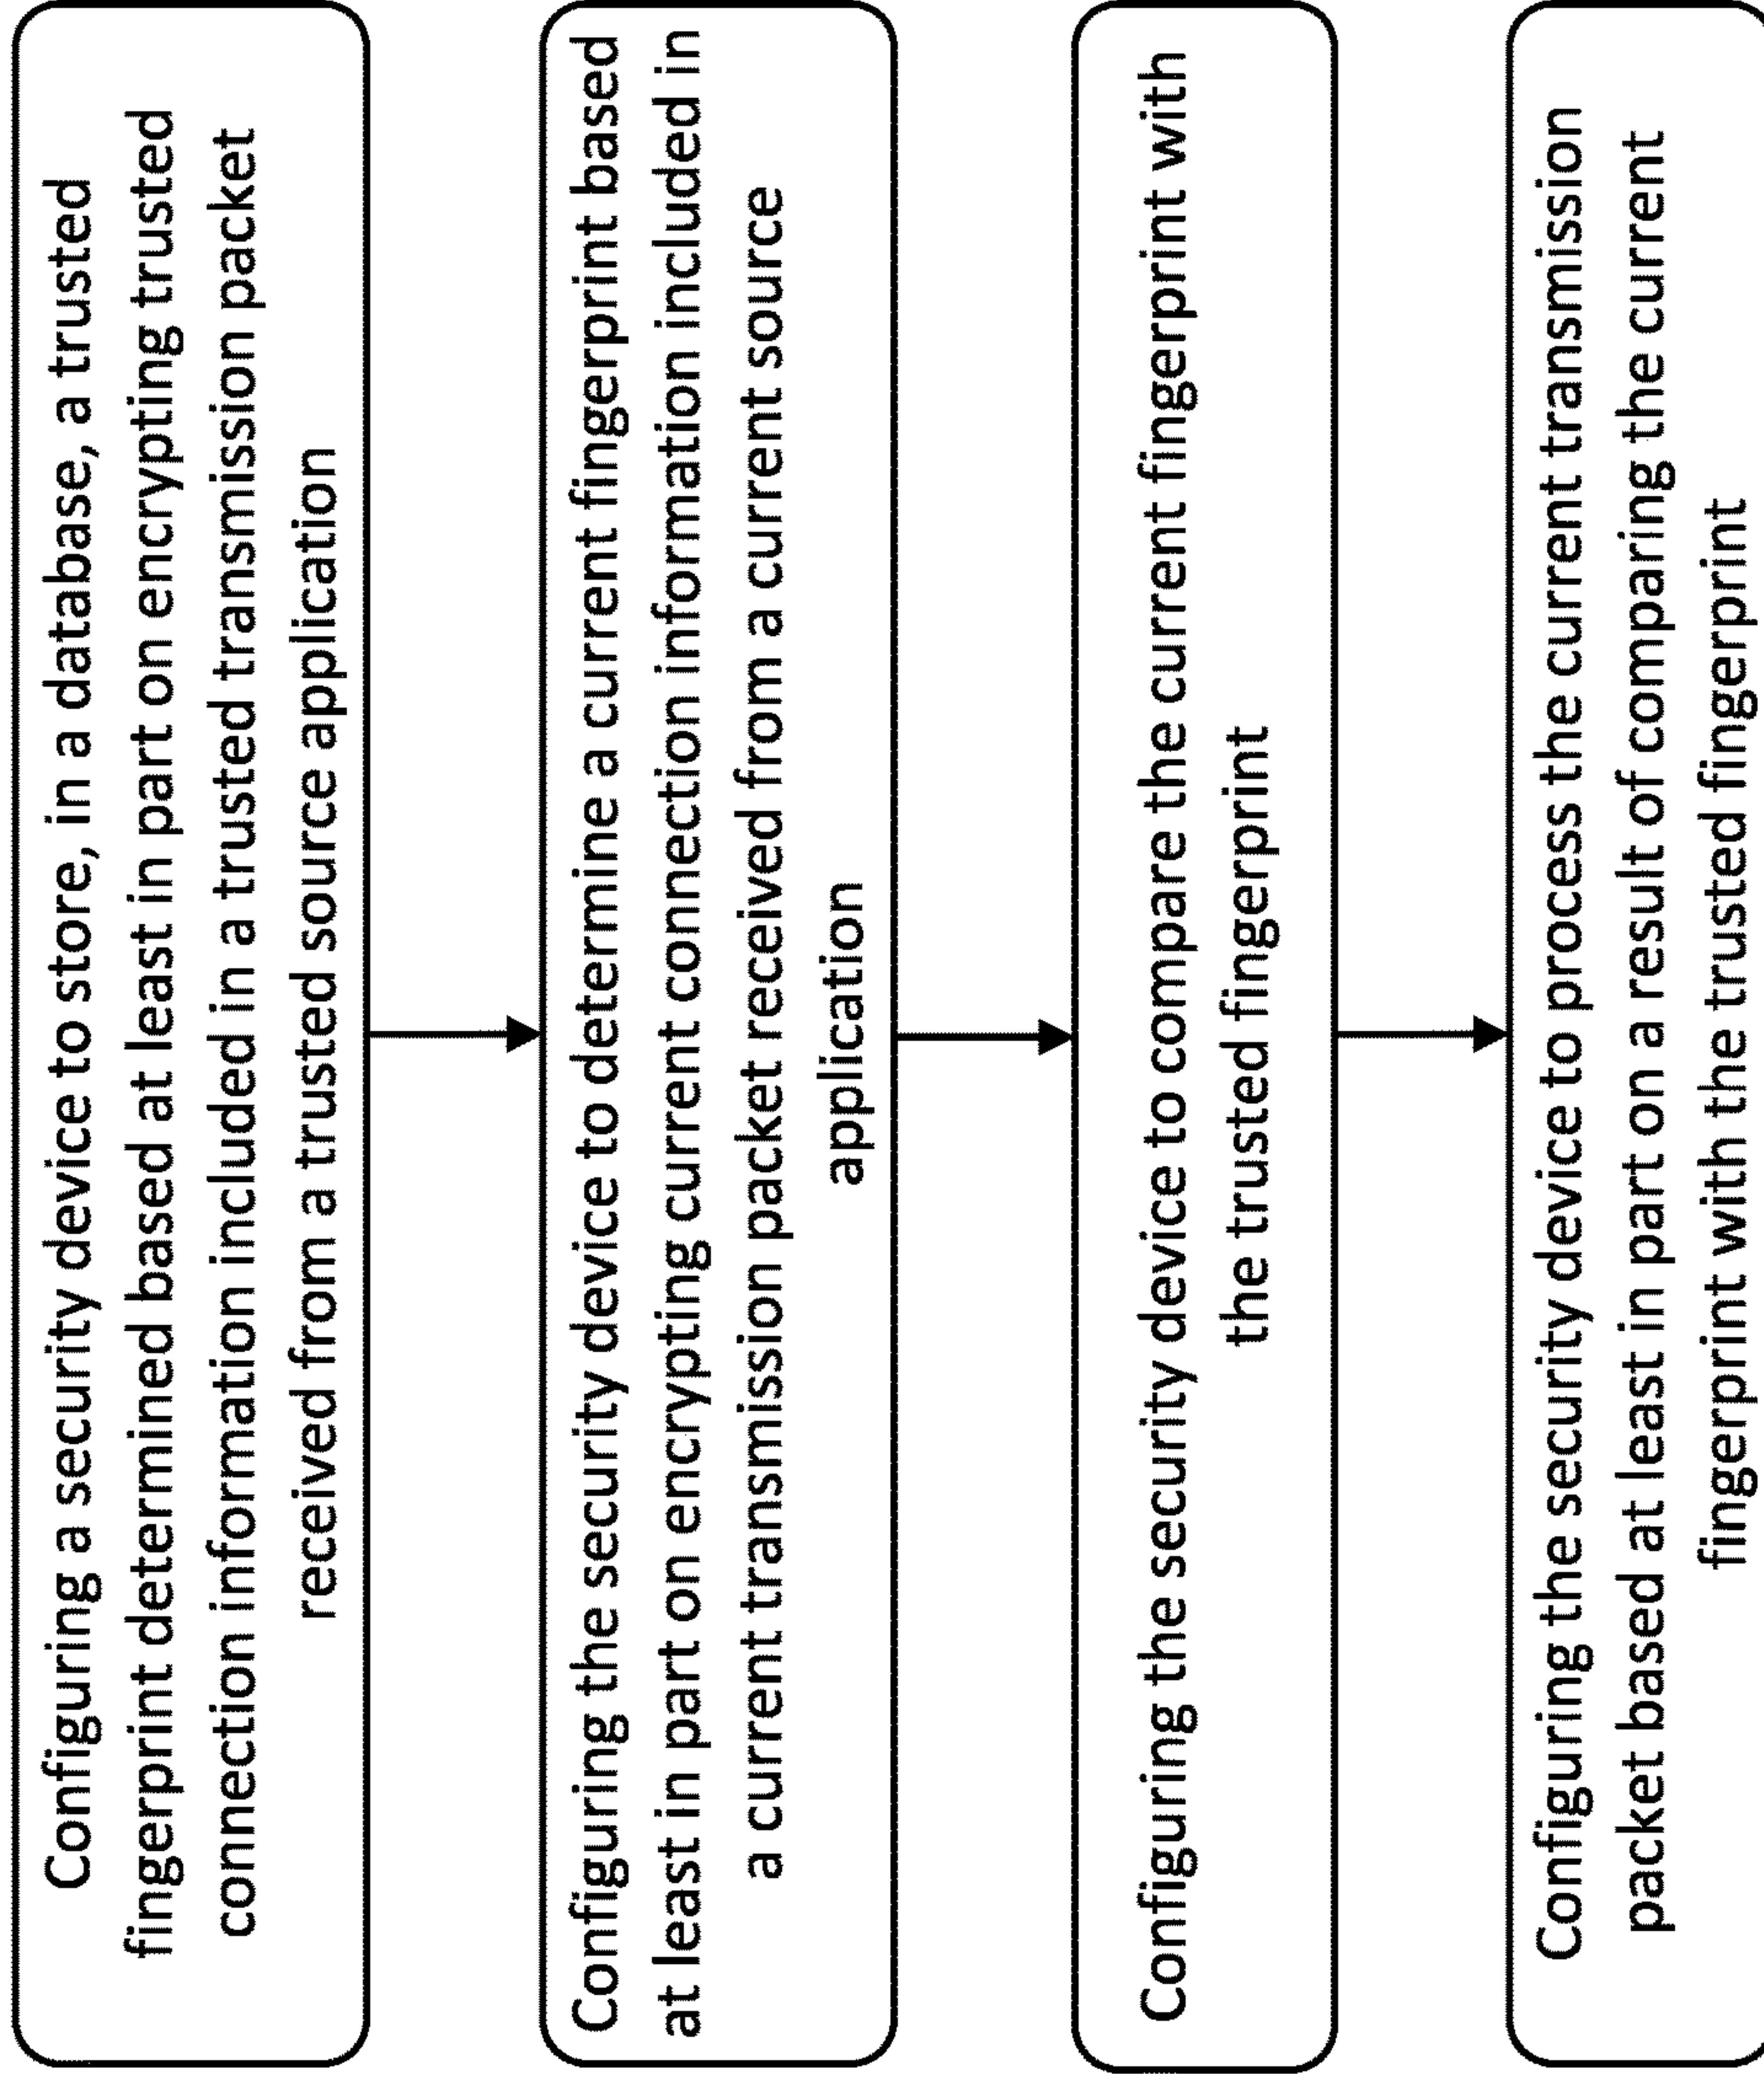 Configuring a security device to store, in a database, a trusted
fingerprint determined based at least in part on encrypting trusted
connection information included in a trusted transmission packet
received from a trusted source application
Configuring the security device to determine a current fingerprint based
at least in part on encrypting current connection information included in
a current transmission packet received from a current source
application
Configuring the security device to compare the current fingerprint with
the trusted fingerprint
Configuring the security device to process the current transmission
packet based at least in part on a result of comparing the current
fingerprint with the trusted fingerprint